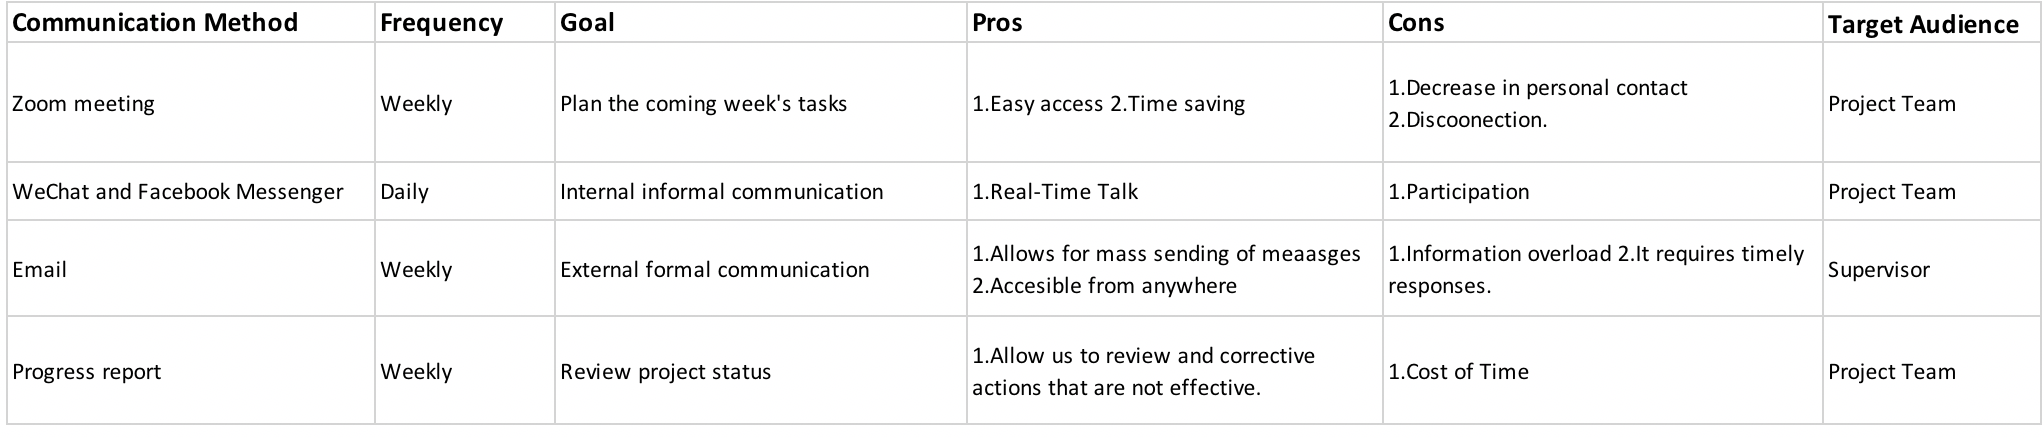 Communication Method Frequency Goal Pros Cons Target Audience
Zoom meeting Weekly Plan the coming week's tasks 1.Easy access 2.Time saving 1.Decrease in personal contact
2.Discoonection. Project Team
WeChat and Facebook Messenger Daily Internal informal communication 1.Real-Time Talk 1.Participation Project Team
Email Weekly External formal communication 1.Allows for mass sending of meaasges
2.Accesible from anywhere 1.Information overload 2.It requires timely
responses. Supervisor
Progress report Weekly Review project status 1.Allow us to review and corrective
actions that are not effective. 1.Cost of Time Project Team